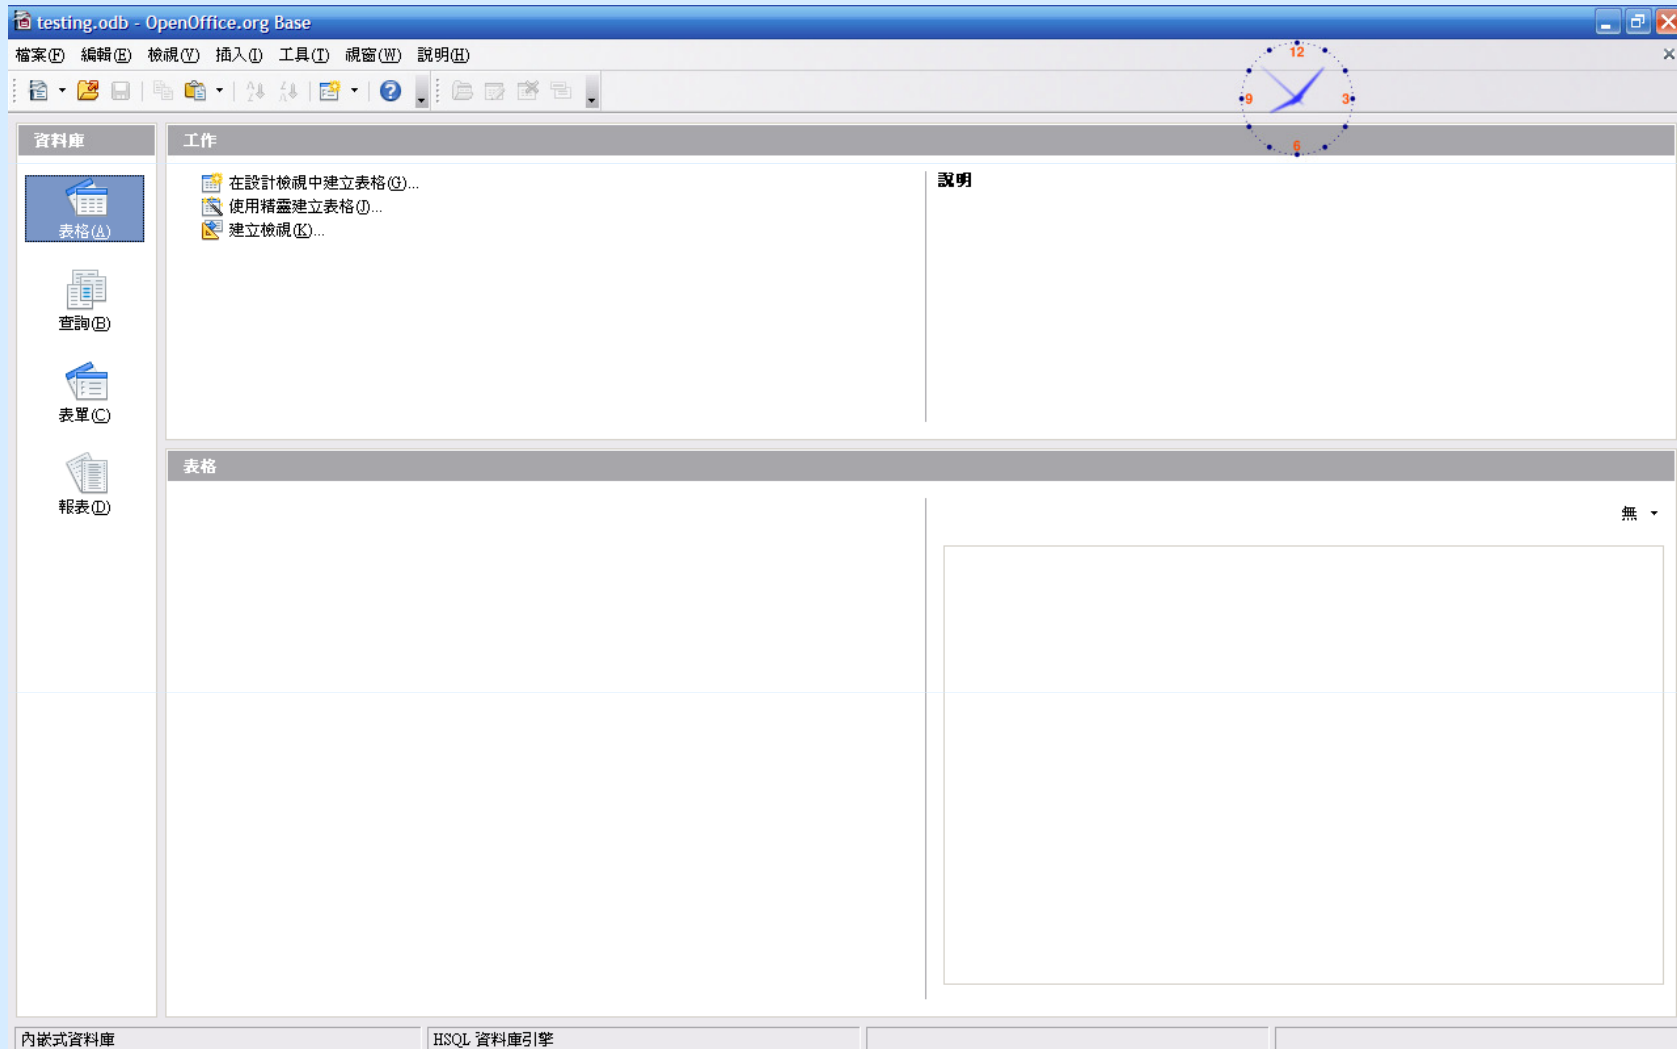 testing.odb - OpenOffice.org Base
檔案(F) 編輯(E) 檢視(V) 插入(I) 工具(T) 視窗(W) 說明(H)
12
9
3
6
資料庫
工作
表格(A)
查詢(B)
表單(C)
報表(D)
在設計檢視中建立表格(G)...
使用精靈建立表格(J)...
建立檢視(K)...
說明
表格
無
內嵌式資料庫
HSQL 資料庫引擎